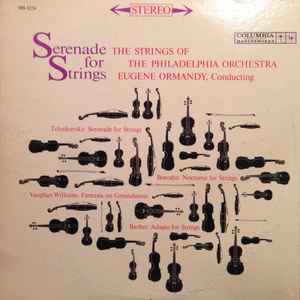 STEREO
COLUMBIA
MASTERWORKS
Serenade
for
Strings
THE STRINGS OF
THE PHILADELPHIA ORCHESTRA
EUGENE ORMANDY, Conducting
Tchaikovsky: Serenade for Strings
Borodin: Nocturne for Strings
Vaughan Williams: Fantasia on Greensleeves
Barber: Adagio for Strings